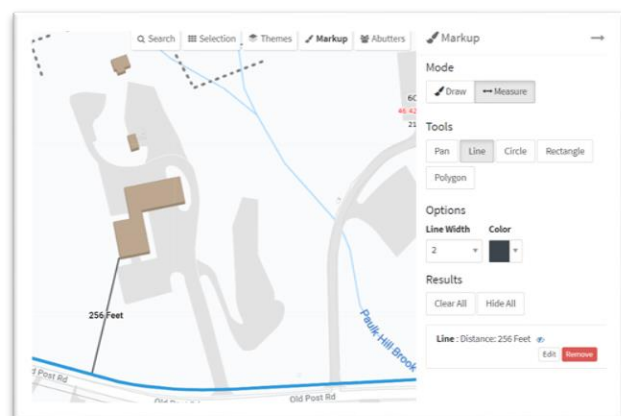 Search
Selection
Themes
Markup
Abutters
Markup
Mode
Draw
Measure
Tools
Pan
Line
Circle
Rectangle
Polygon
Options
Line Width
Color
2
Results
Clear All
Hide All
Line : Distance: 256 Feet
Edit
Remove
256 Feet
Paulk Hill Brook
Post Rd
Old Post Rd
21